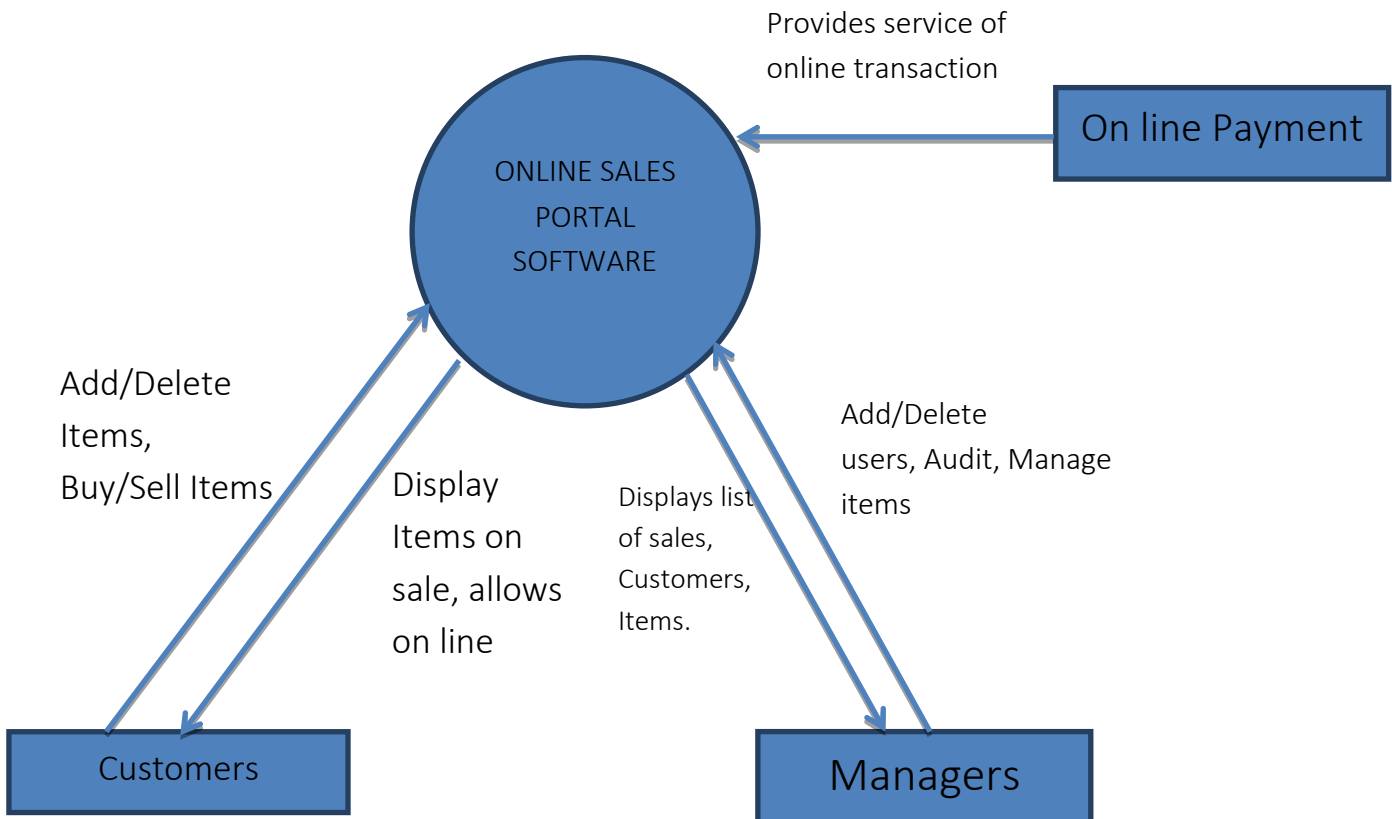 Provides service of
online transaction
On line Payment
ONLINE SALES
PORTAL
SOFTWARE
Add/Delete
Items,
Buy/Sell Items
Display
Items on
sale, allows
on line
Displays list
of sales,
Customers,
Items.
Add/Delete
users, Audit, Manage
items
Customers
Managers